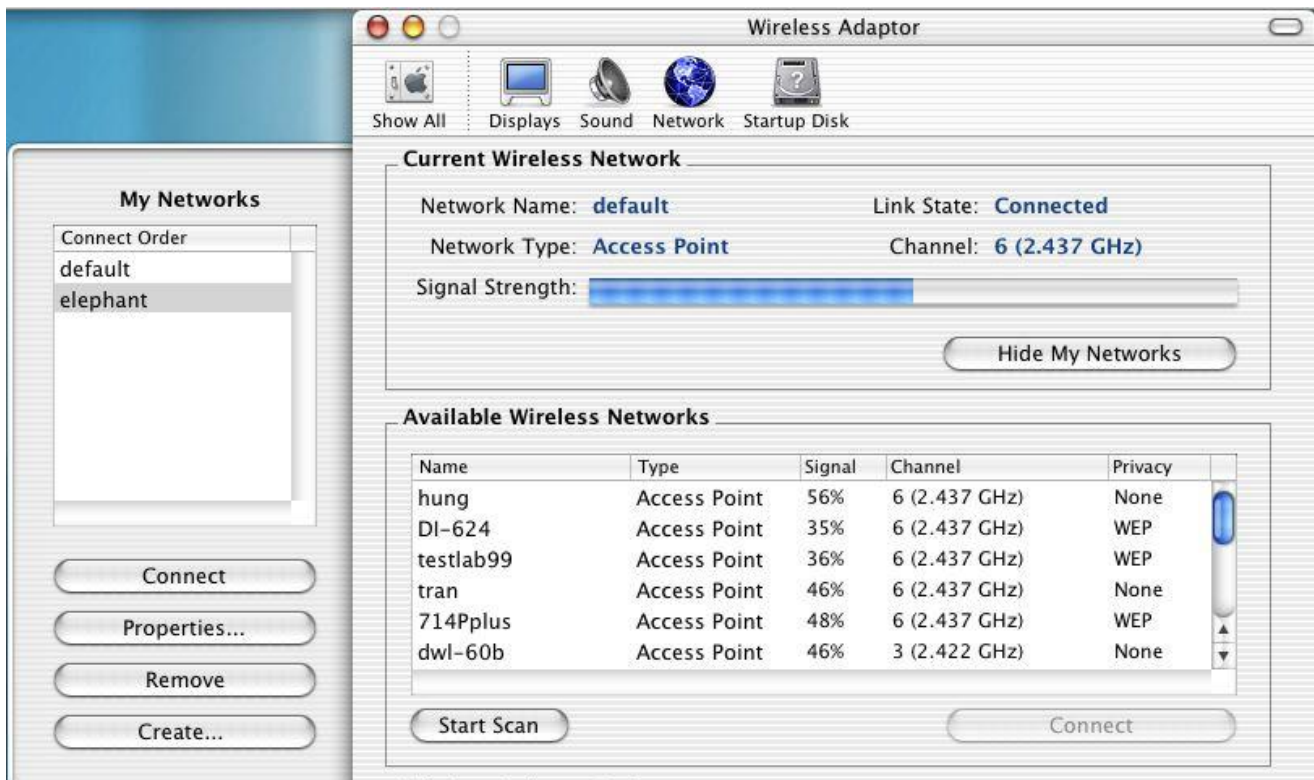 Wireless Adaptor
Show All
Displays
Sound
Network
Startup Disk
My Networks
Connect Order
default
elephant
Connect
Properties...
Remove
Create...
Current Wireless Network
Network Name: default
Link State: Connected
Network Type: Access Point
Channel: 6 (2.437 GHz)
Signal Strength:
Hide My Networks
Available Wireless Networks
Name Type Signal Channel Privacy
hung Access Point 56% 6 (2.437 GHz) None
DI-624 Access Point 35% 6 (2.437 GHz) WEP
testlab99 Access Point 36% 6 (2.437 GHz) WEP
tran Access Point 46% 6 (2.437 GHz) None
714Pplus Access Point 48% 6 (2.437 GHz) WEP
dwl-60b Access Point 46% 3 (2.422 GHz) None
Start Scan
Connect